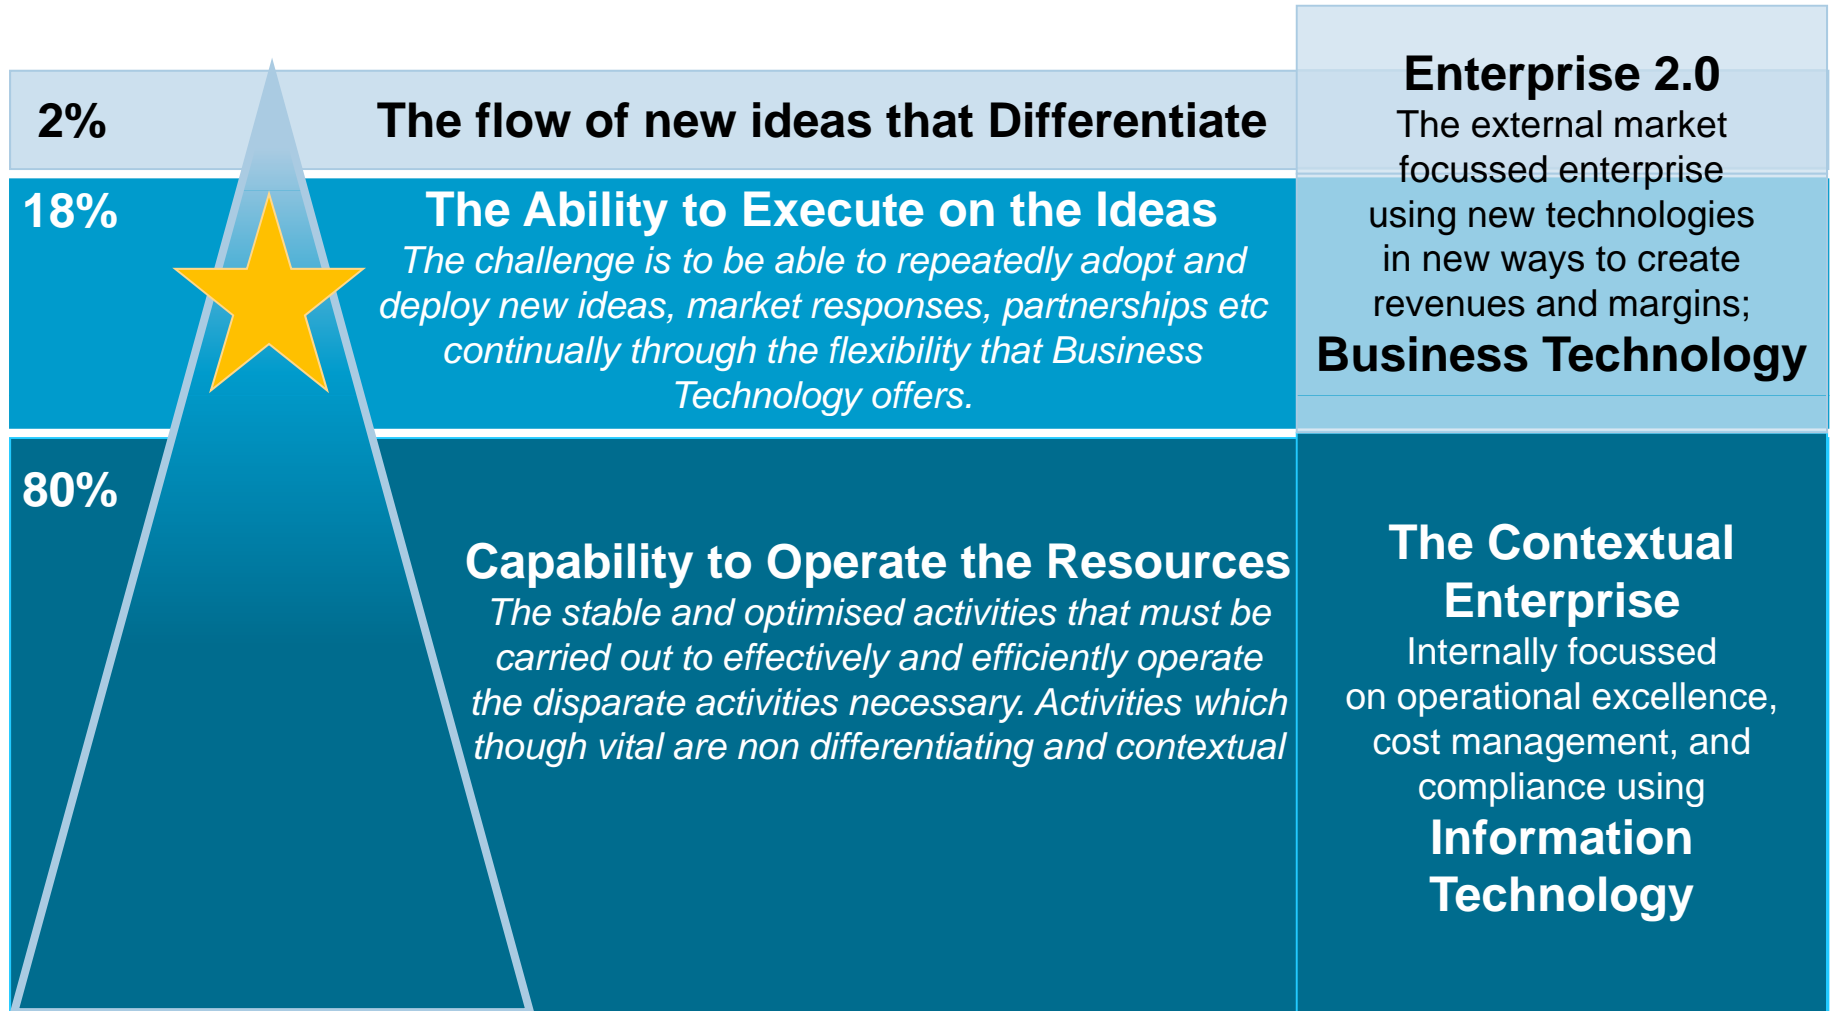 2%
The flow of new ideas that Differentiate
18%
The Ability to Execute on the Ideas
The challenge is to be able to repeatedly adopt and
deploy new ideas, market responses, partnerships etc
continually through the flexibility that Business
Technology offers.
80%
Capability to Operate the Resources
The stable and optimised activities that must be
carried out to effectively and efficiently operate
the disparate activities necessary. Activities which
though vital are non differentiating and contextual
Enterprise 2.0
The external market
focussed enterprise
using new technologies
in new ways to create
revenues and margins;
Business Technology
The Contextual
Enterprise
Internally focussed
on operational excellence,
cost management, and
compliance using
Information
Technology